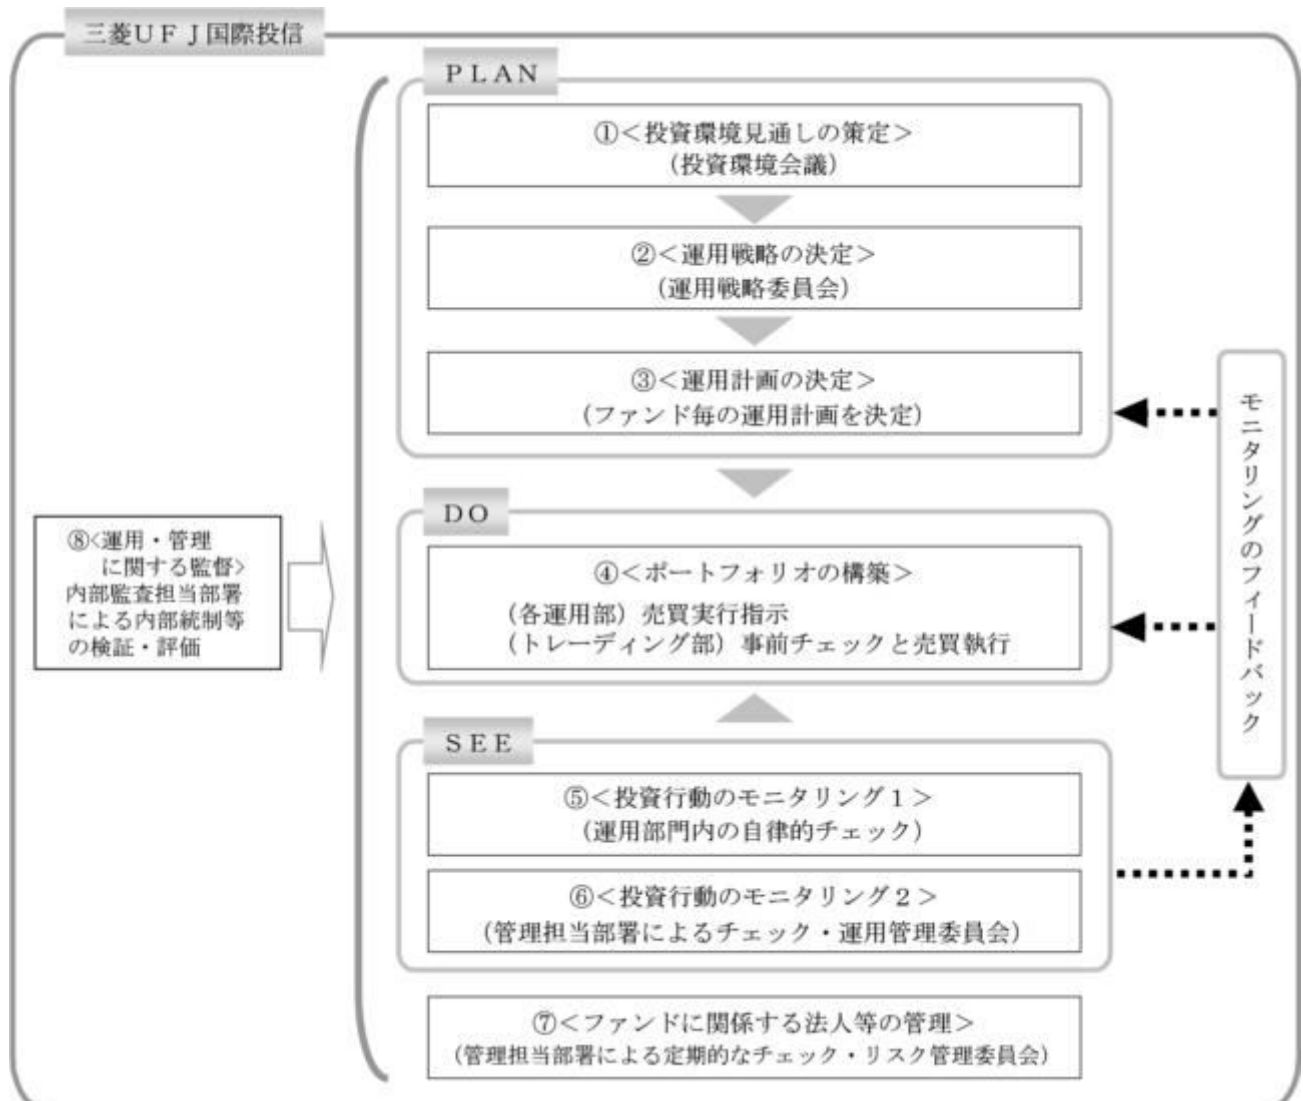 三菱ＵＦＪ国際投信
ＰＬＡＮ
①＜投資環境見通しの策定＞
（投資環境会議）
②＜運用戦略の決定＞
（運用戦略委員会）
③＜運用計画の決定＞
（ファンド毎の運用計画を決定）
ＤＯ
④＜ポートフォリオの構築＞
（各運用部）売買実行指示
（トレーディング部）事前チェックと売買執行
ＳＥＥ
⑤＜投資行動のモニタリング１＞
（運用部門内の自律的チェック）
⑥＜投資行動のモニタリング２＞
（管理担当部署によるチェック・運用管理委員会）
⑦＜ファンドに関係する法人等の管理＞
（管理担当部署による定期的なチェック・リスク管理委員会）
⑧<運用・管理
に関する監督>
内部監査担当部署
による内部統制等
の検証・評価
モニタリングのフィードバック